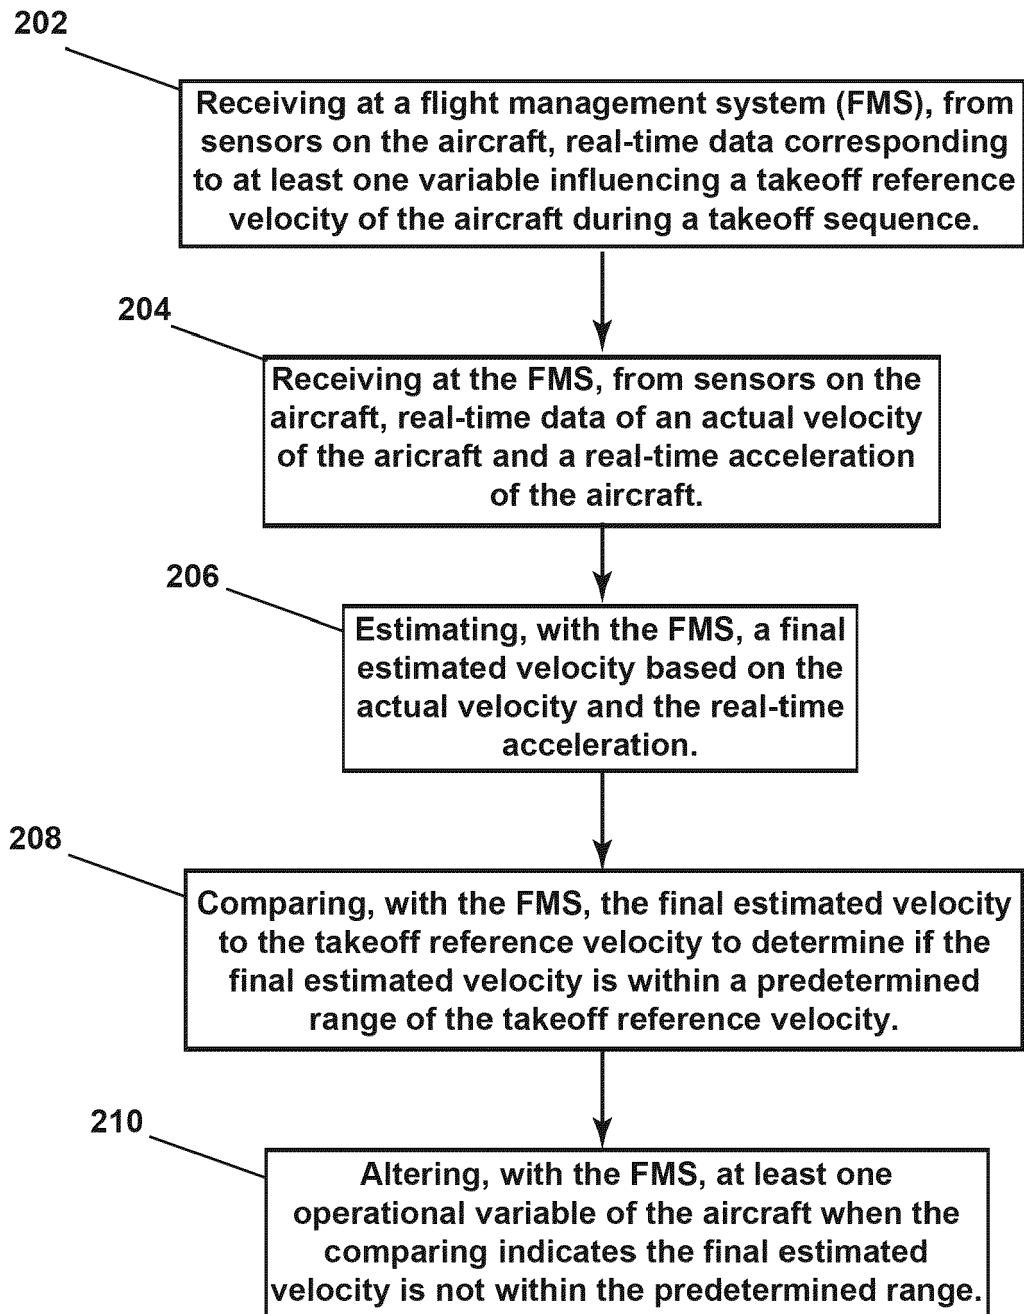 202
Receiving at a flight management system (FMS), from
sensors on the aircraft, real-time data corresponding
to at least one variable influencing a takeoff reference
velocity of the aircraft during a takeoff sequence.
204
Receiving at the FMS, from sensors on the
aircraft, real-time data of an actual velocity
of the aricraft and a real-time acceleration
of the aircraft.
206
Estimating, with the FMS, a final
estimated velocity based on the
actual velocity and the real-time
acceleration.
208
Comparing, with the FMS, the final estimated velocity
to the takeoff reference velocity to determine if the
final estimated velocity is within a predetermined
range of the takeoff reference velocity.
210
Altering, with the FMS, at least one
operational variable of the aircraft when the
comparing indicates the final estimated
velocity is not within the predetermined range.